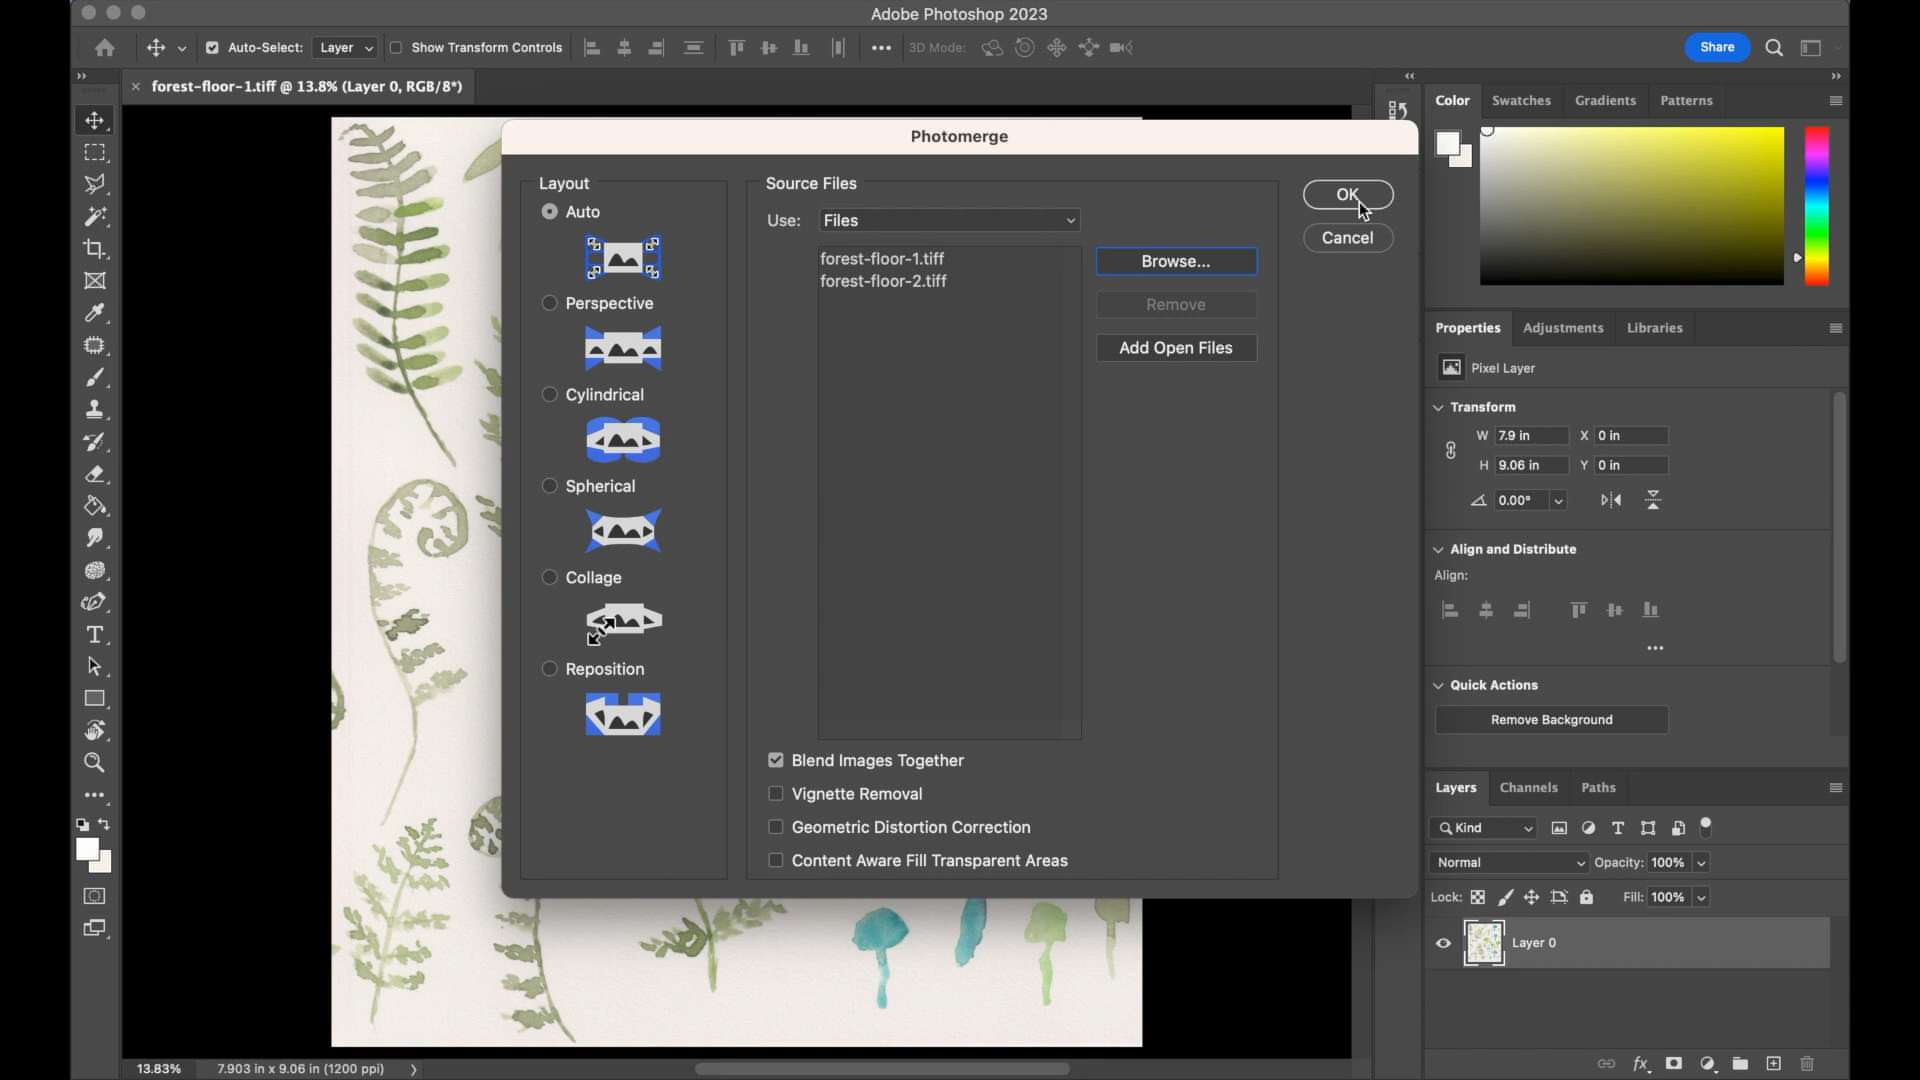 Adobe Photoshop 2023
Auto-Select: Layer Show Transform Controls ••• 3D Mode: Share
× forest-floor-1.tiff @ 13.8% (Layer 0, RGB/8*)
Photomerge
Layout
Auto
Perspective
Cylindrical
Spherical
Collage
Reposition
Source Files
Use: Files
forest-floor-1.tiff
forest-floor-2.tiff
Browse...
Remove
Add Open Files
Blend Images Together
Vignette Removal
Geometric Distortion Correction
Content Aware Fill Transparent Areas
OK
Cancel
Color Swatches Gradients Patterns
Properties Adjustments Libraries
Pixel Layer
Transform
W 7.9 in X 0 in
H 9.06 in Y 0 in
0.00°
Align and Distribute
Align:
•••
Quick Actions
Remove Background
Layers Channels Paths
Kind
Normal Opacity: 100%
Lock: Fill: 100%
Layer 0
fx
13.83% 7.903 in x 9.06 in (1200 ppi)